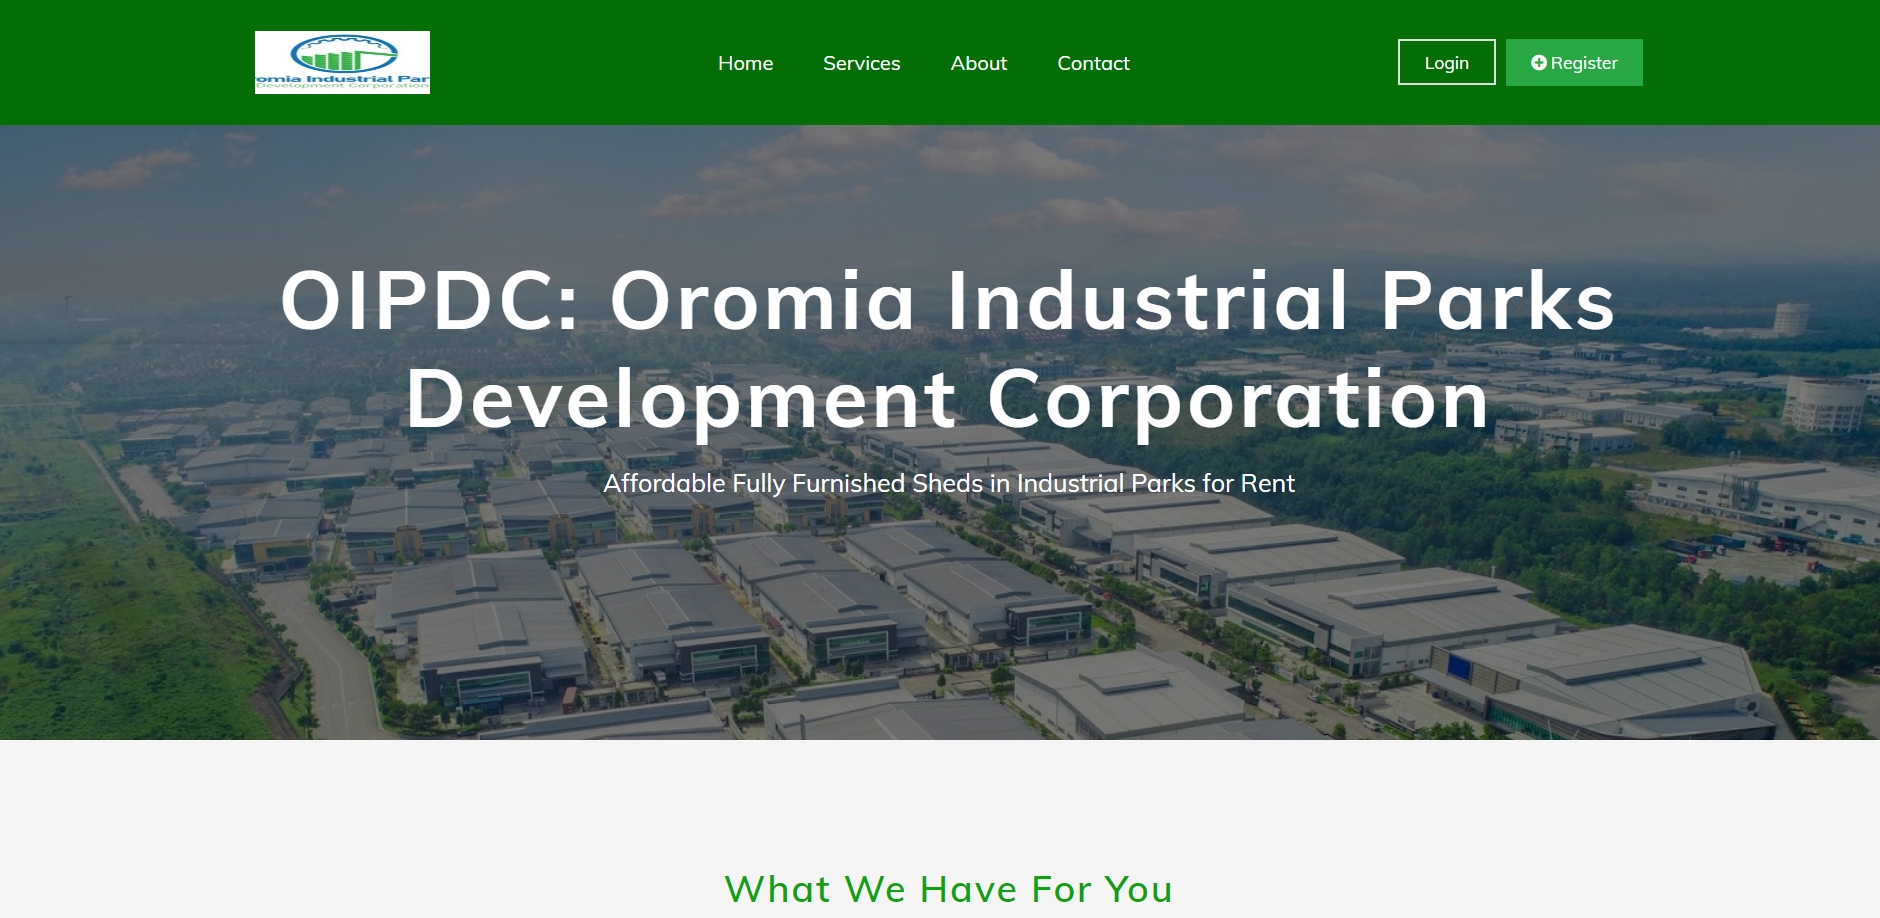 omia Industrial Par
Development Corporation
Home
Services
About
Contact
Login
Register
OIPDC: Oromia Industrial Parks
Development Corporation
Affordable Fully Furnished Sheds in Industrial Parks for Rent
What We Have For You